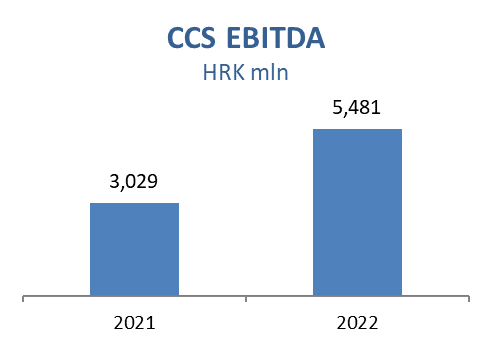 CCS EBITDA
HRK mln
5,481
3,029
2021 2022